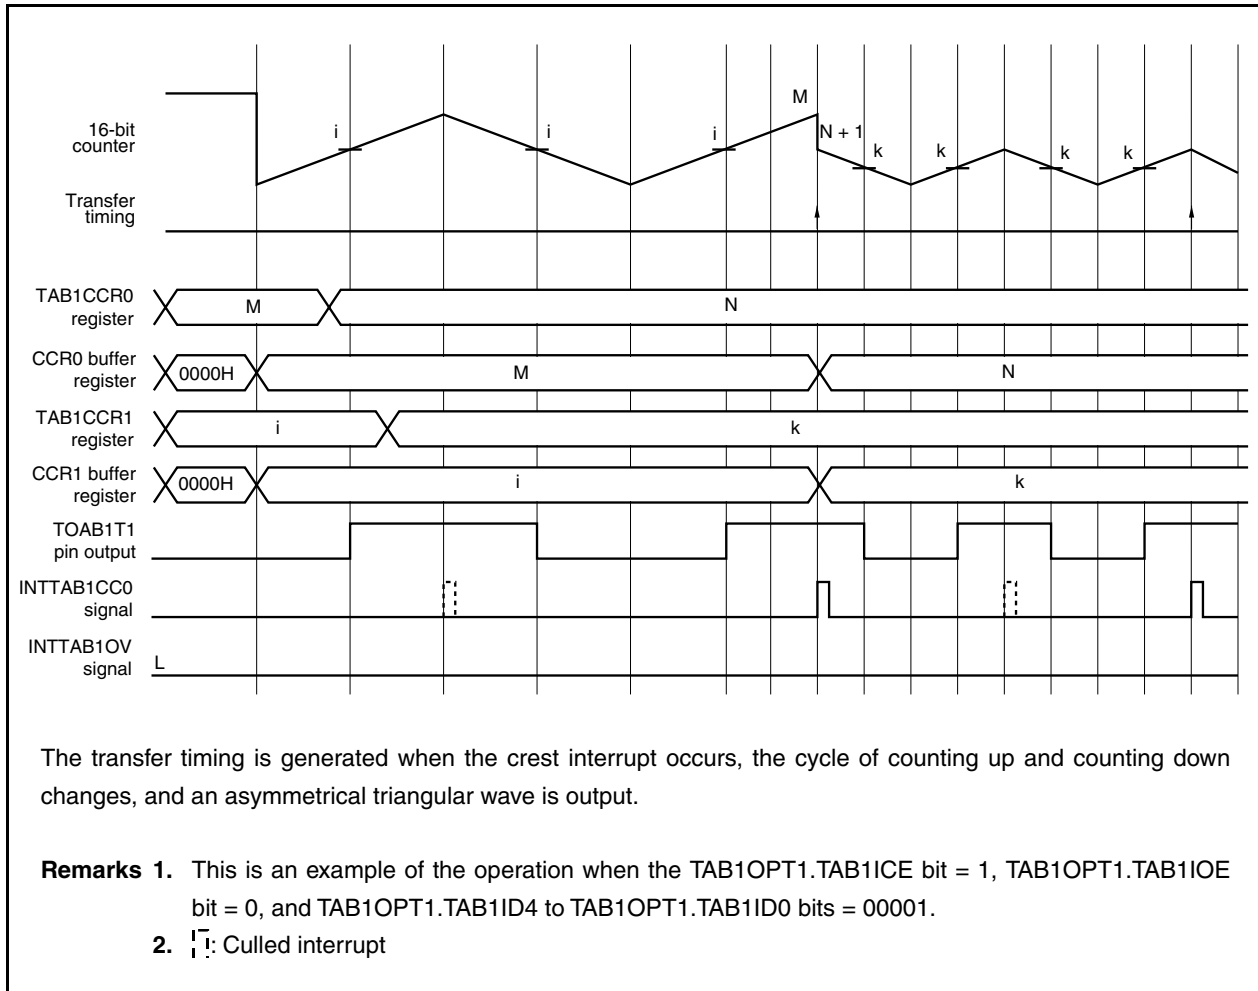 M
16-bit
counter
i
i
i
N + 1
k
k
k
k
Transfer
timing
TAB1CCR0
register
M
N
CCR0 buffer
register
0000H
M
N
TAB1CCR1
register
i
k
CCR1 buffer
register
0000H
i
k
TOAB1T1
pin output
INTTAB1CC0
signal
INTTAB1OV
signal
L
The transfer timing is generated when the crest interrupt occurs, the cycle of counting up and counting down
changes, and an asymmetrical triangular wave is output.
Remarks 1. This is an example of the operation when the TAB1OPT1.TAB1ICE bit = 1, TAB1OPT1.TAB1IOE
bit = 0, and TAB1OPT1.TAB1ID4 to TAB1OPT1.TAB1ID0 bits = 00001.
2. : Culled interrupt